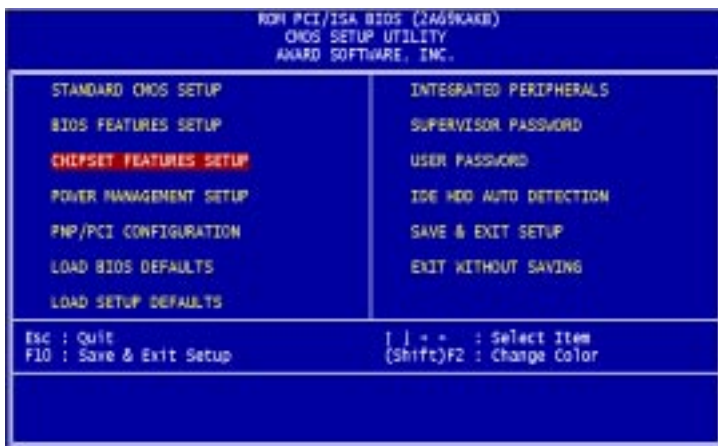 ROM PCI/ISA BIOS (2A69KAKB)
CMOS SETUP UTILITY
AWARD SOFTWARE, INC.
STANDARD CMOS SETUP
BIOS FEATURES SETUP
CHIPSET FEATURES SETUP
POWER MANAGEMENT SETUP
PNP/PCI CONFIGURATION
LOAD BIOS DEFAULTS
LOAD SETUP DEFAULTS
INTEGRATED PERIPHERALS
SUPERVISOR PASSWORD
USER PASSWORD
IDE HDD AUTO DETECTION
SAVE & EXIT SETUP
EXIT WITHOUT SAVING
Esc : Quit
F10 : Save & Exit Setup
: Select Item
(Shift)F2 : Change Color